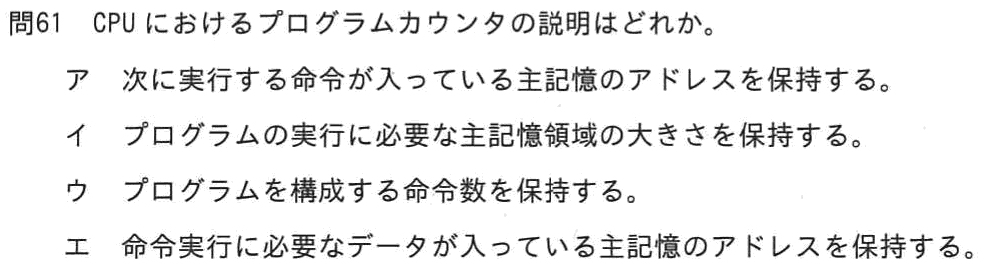 問61 CPUにおけるプログラムカウンタの説明はどれか。
ア 次に実行する命令が入っている主記憶のアドレスを保持する。
イ プログラムの実行に必要な主記憶領域の大きさを保持する。
ウ プログラムを構成する命令数を保持する。
エ 命令実行に必要なデータが入っている主記憶のアドレスを保持する。